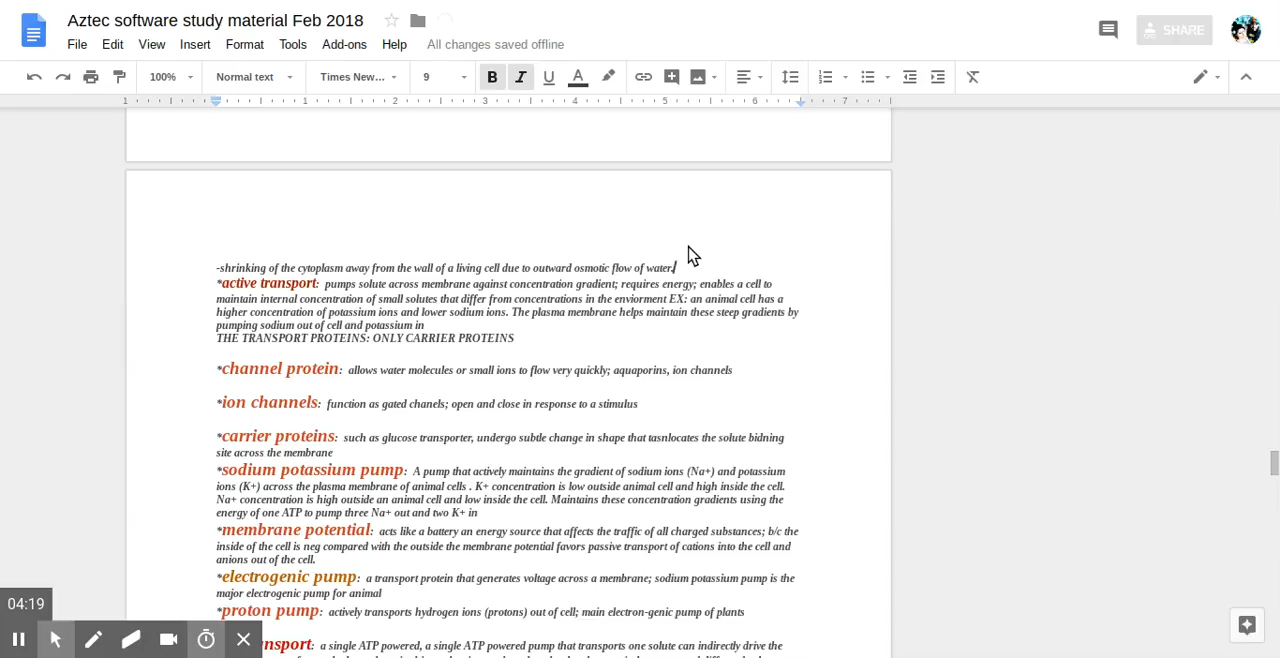 Aztec software study material Feb 2018
File Edit View Insert Format Tools Add-ons Help All changes saved offline
SHARE
100% Normal text Times New... 9 B I U A
1 1 2 3 4 5 6 7
-shrinking of the cytoplasm away from the wall of a living cell due to outward osmotic flow of water.
*active transport: pumps solute across membrane against concentration gradient; requires energy; enables a cell to
maintain internal concentration of small solutes that differ from concentrations in the enviorment EX: an animal cell has a
higher concentration of potassium ions and lower sodium ions. The plasma membrane helps maintain these steep gradients by
pumping sodium out of cell and potassium in
THE TRANSPORT PROTEINS: ONLY CARRIER PROTEINS
*channel protein: allows water molecules or small ions to flow very quickly; aquaporins, ion channels
*ion channels: function as gated chanels; open and close in response to a stimulus
*carrier proteins: such as glucose transporter, undergo subtle change in shape that tasnlocates the solute bidning
site across the membrane
*sodium potassium pump: A pump that actively maintains the gradient of sodium ions (Na+) and potassium
ions (K+) across the plasma membrane of animal cells . K+ concentration is low outside animal cell and high inside the cell.
Na+ concentration is high outside an animal cell and low inside the cell. Maintains these concentration gradients using the
energy of one ATP to pump three Na+ out and two K+ in
*membrane potential: acts like a battery an energy source that affects the traffic of all charged substances; b/c the
inside of the cell is neg compared with the outside the membrane potential favors passive transport of cations into the cell and
anions out of the cell.
*electrogenic pump: a transport protein that generates voltage across a membrane; sodium potassium pump is the
major electrogenic pump for animal
*proton pump: actively transports hydrogen ions (protons) out of cell; main electron-genic pump of plants
ansport: a single ATP powered, a single ATP powered pump that transports one solute can indirectly drive the
04:19